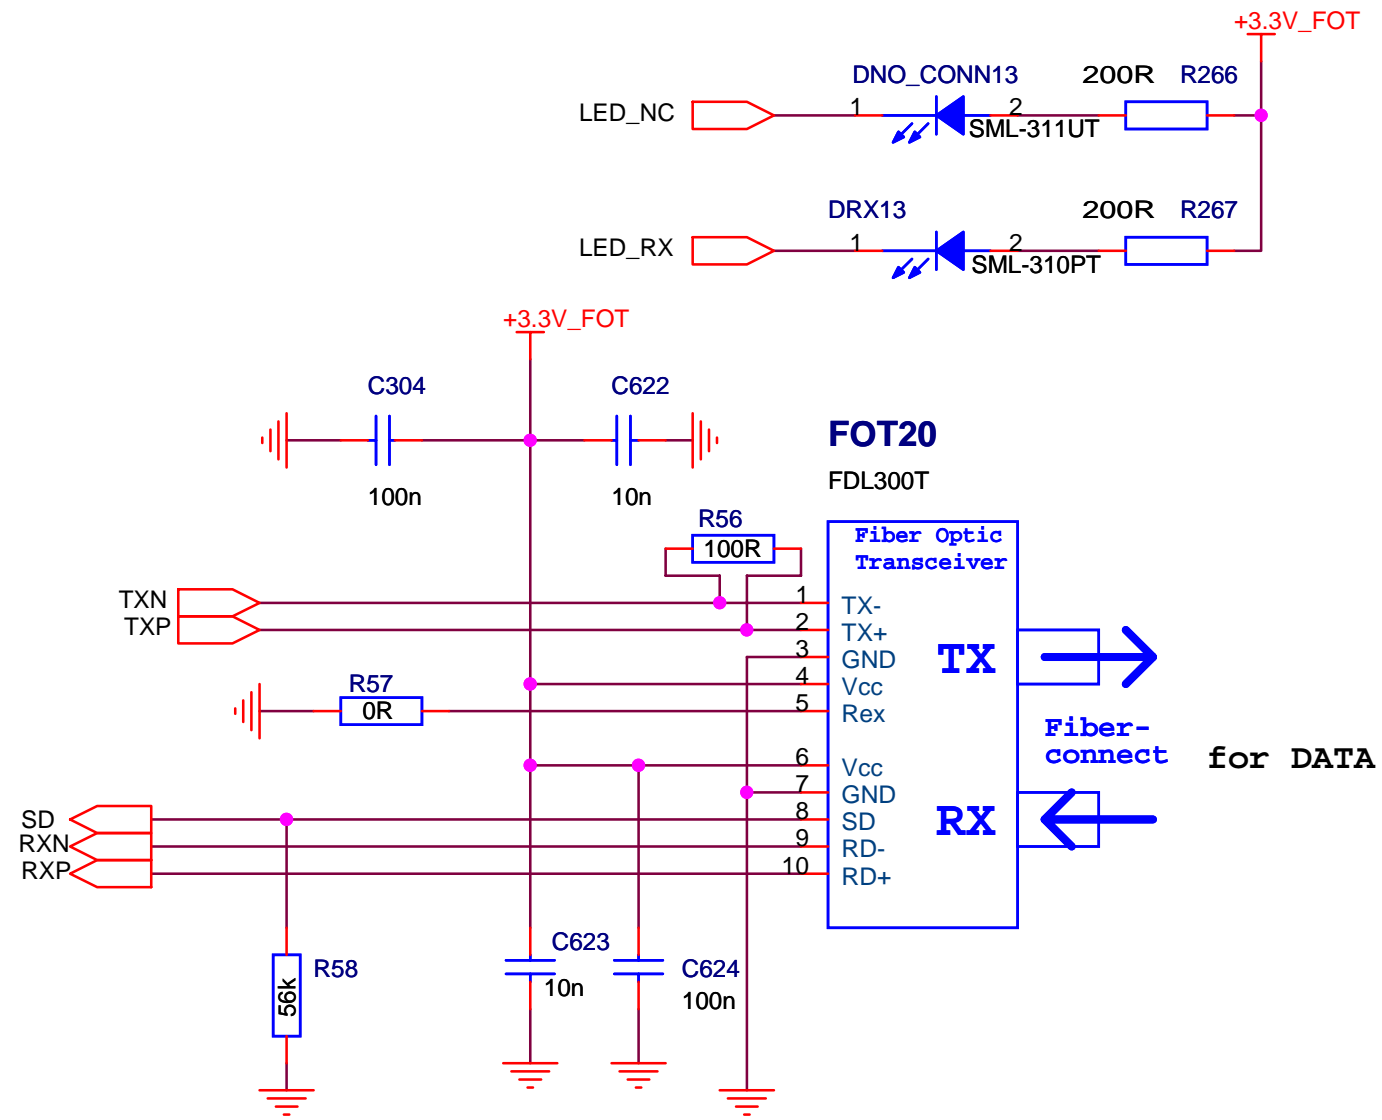 +3.3V_FOT
DNO_CONN13 200R R266
LED_NC 1 2
SML-311UT
DRX13 200R R267
LED_RX 1 2
SML-310PT
+3.3V_FOT
C304 C622
100n 10n
FOT20
FDL300T
R56
100R
Fiber Optic
Transceiver
TXN 1 TX-
TXP 2 TX+
3 GND
4 Vcc
R57
0R 5 Rex
TX
Fiber-
connect
for DATA
6 Vcc
7 GND
SD 8 SD
RXN 9 RD-
RXP 10 RD+
RX
C623
10n
C624
100n
R58
56k